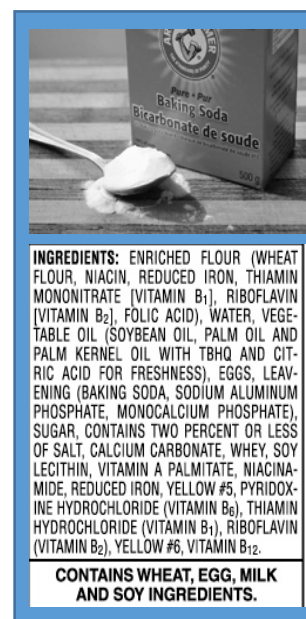 Pure • Pur
Baking Soda
Bicarbonate de soude
500 g
INGREDIENTS: ENRICHED FLOUR (WHEAT
FLOUR, NIACIN, REDUCED IRON, THIAMIN
MONONITRATE [VITAMIN B₁], RIBOFLAVIN
[VITAMIN B₂], FOLIC ACID), WATER, VEGE-
TABLE OIL (SOYBEAN OIL, PALM OIL AND
PALM KERNEL OIL WITH TBHQ AND CIT-
RIC ACID FOR FRESHNESS), EGGS, LEAV-
ENING (BAKING SODA, SODIUM ALUMINUM
PHOSPHATE, MONOCALCIUM PHOSPHATE),
SUGAR, CONTAINS TWO PERCENT OR LESS
OF SALT, CALCIUM CARBONATE, WHEY, SOY
LECITHIN, VITAMIN A PALMITATE, NIACINA-
MIDE, REDUCED IRON, YELLOW #5, PYRIDOX-
INE HYDROCHLORIDE (VITAMIN B₆), THIAMIN
HYDROCHLORIDE (VITAMIN B₁), RIBOFLAVIN
(VITAMIN B₂), YELLOW #6, VITAMIN B₁₂.
CONTAINS WHEAT, EGG, MILK
AND SOY INGREDIENTS.